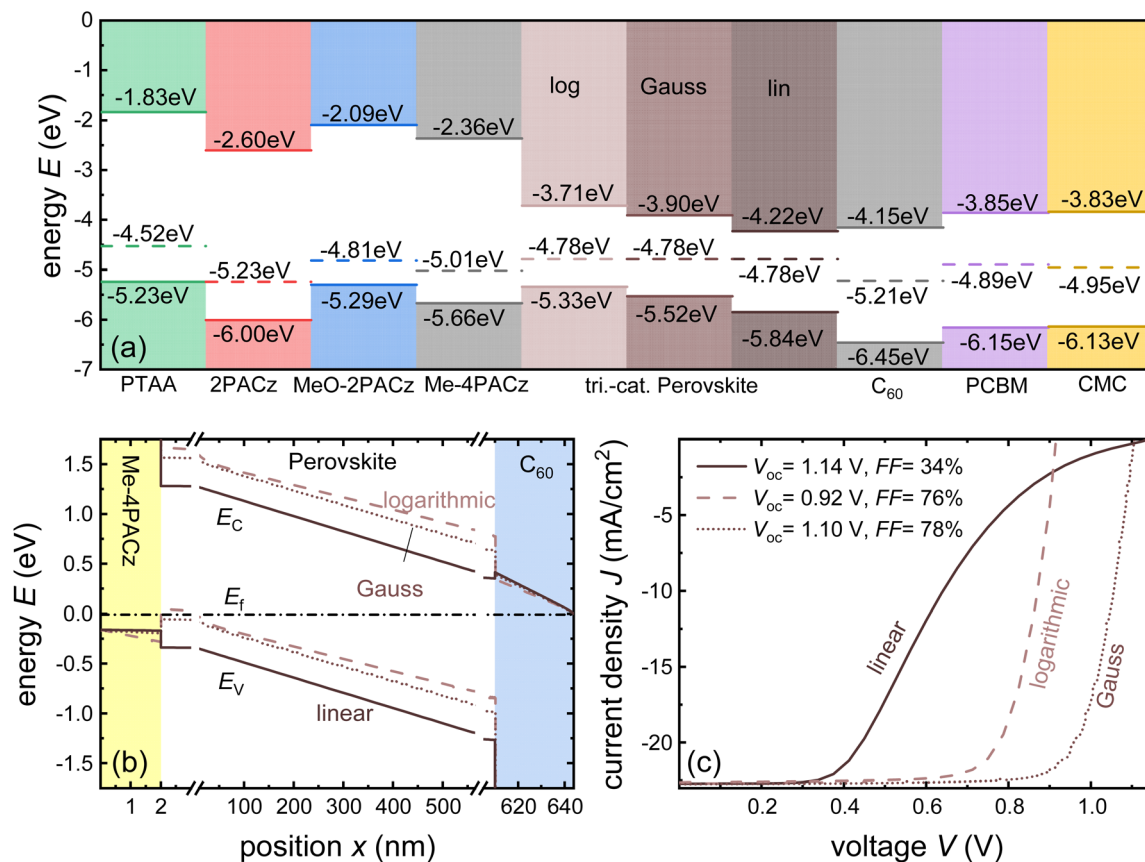 0
-1
-2
-3
-4
-5
-6
-7
energy E (eV)
log
Gauss
lin
-1.83eV
-2.60eV
-2.09eV
-2.36eV
-3.71eV
-3.90eV
-4.22eV
-4.15eV
-3.85eV
-3.83eV
-4.52eV
-5.23eV
-4.81eV
-5.01eV
-4.78eV
-4.78eV
-4.78eV
-5.21eV
-4.89eV
-4.95eV
-5.23eV
-6.00eV
-5.29eV
-5.66eV
-5.33eV
-5.52eV
-5.84eV
-6.45eV
-6.15eV
-6.13eV
(a)
PTAA 2PACz MeO-2PACz Me-4PACz tri.-cat. Perovskite C₆₀ PCBM CMC
1.5
1.0
0.5
0.0
-0.5
-1.0
-1.5
energy E (eV)
Me-4PACz
Perovskite
C₆₀
logarithmic
E_C
Gauss
E_f
E_V
linear
(b)
1 2 100 200 300 400 500 620 640
position x (nm)
-5
-10
-15
-20
current density J (mA/cm²)
V_oc= 1.14 V, FF= 34%
V_oc= 0.92 V, FF= 76%
V_oc= 1.10 V, FF= 78%
linear
logarithmic
Gauss
(c)
0.2 0.4 0.6 0.8 1.0
voltage V (V)